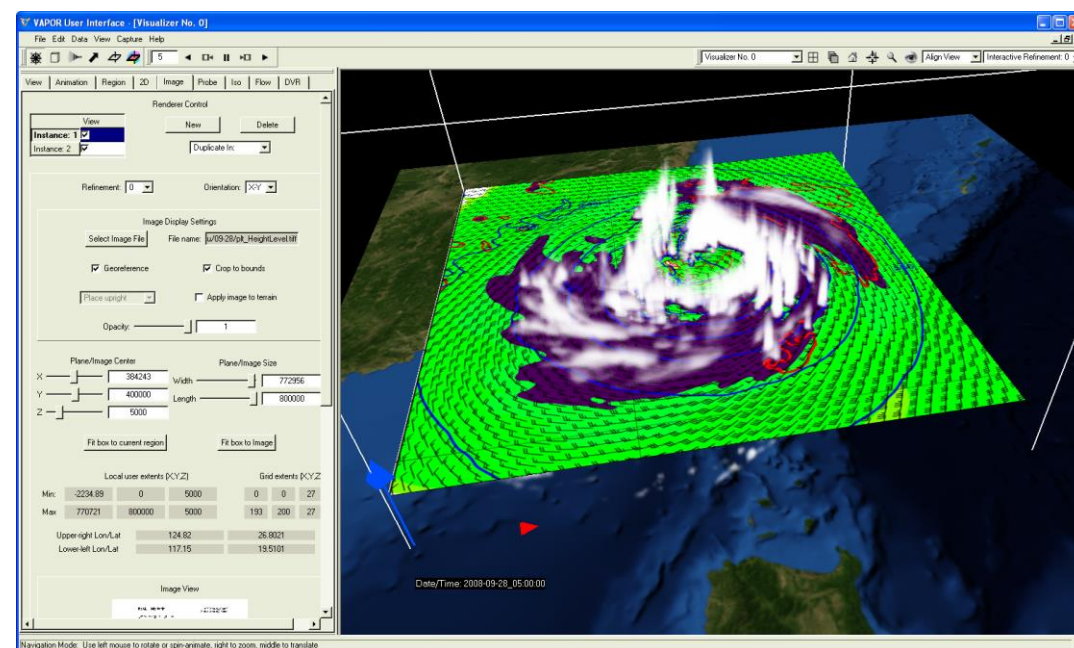 VAPOR User Interface - [Visualizer No. 0]
File Edit Data View Capture Help
5
Visualizer No. 0
Align View
Interactive Refinement: 0
View Animation Region 2D Image Probe Iso Flow DVR
Renderer Control
View
Instance: 1
Instance: 2
New
Delete
Duplicate In:
Refinement: 0
Orientation: X-Y
Image Display Settings
Select Image File
File name: u/09-28/plt_HeightLevel.tiff
Georeference
Crop to bounds
Place upright
Apply image to terrain
Opacity: 1
Plane/Image Center
Plane/Image Size
X 384243
Width 772956
Y 400000
Length 800000
Z 5000
Fit box to current region
Fit box to Image
Local user extents (X,Y,Z)
Grid extents (X,Y,Z
Min: -2234.89 0 5000 0 0 27
Max 770721 800000 5000 193 200 27
Upper-right Lon/Lat 124.82 26.8021
Lower-left Lon/Lat 117.15 19.5101
Image View
Date/Time: 2008-09-28_05:00:00
Navigation Mode: Use left mouse to rotate or spin-animate, right to zoom, middle to translate